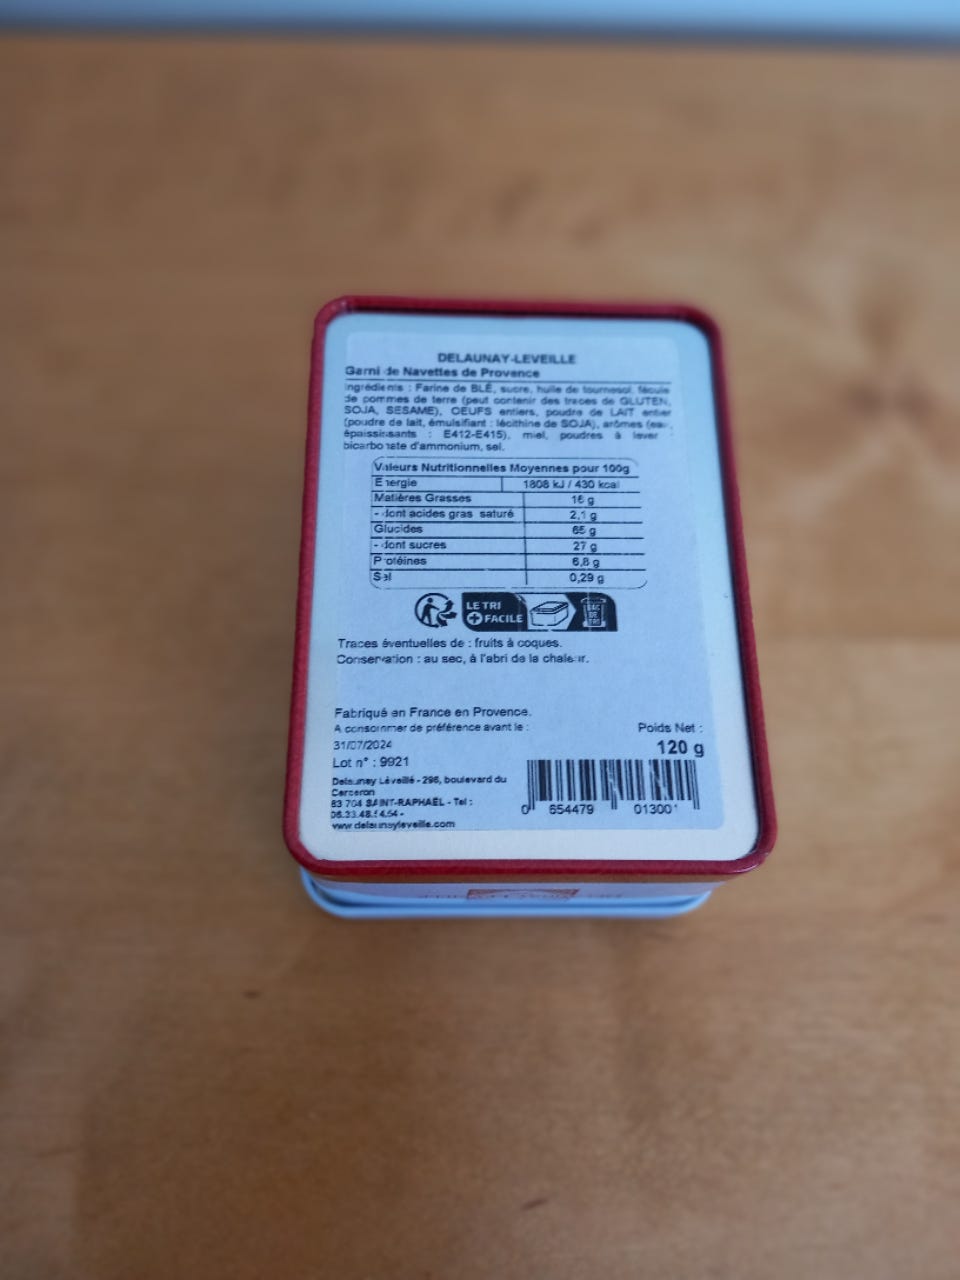 DELAUNAY-LEVEILLE
Garni de Navettes de Provence
Ingrédients : Farine de BLÉ, sucre, huile de tournesol, fécule
de pommes de terre (peut contenir des traces de GLUTEN,
SOJA, SESAME), OEUFS entiers, poudre de LAIT entier
(poudre de lait, émulsifiant : lécithine de SOJA), arômes (eau,
épaississants : E412-E415), miel, poudres à lever :
bicarbonate d'ammonium, sel.
Valeurs Nutritionnelles Moyennes pour 100g
Energie 1808 kJ / 430 kcal
Matières Grasses 16 g
- dont acides gras saturé 2,1 g
Glucides 65 g
- dont sucres 27 g
Protéines 6,8 g
Sel 0,29 g
LE TRI
+ FACILE
BAC
DE
TRI
Traces éventuelles de : fruits à coques.
Conservation : au sec, à l'abri de la chaleur.
Fabriqué en France en Provence.
A consommer de préférence avant le : Poids Net :
31/07/2024 120 g
Lot n° : 9921
Delaunay Léveillé - 296, boulevard du
Cerceron
83 704 SAINT-RAPHAËL - Tel :
www.delaunayleveille.com
0 654479 013001